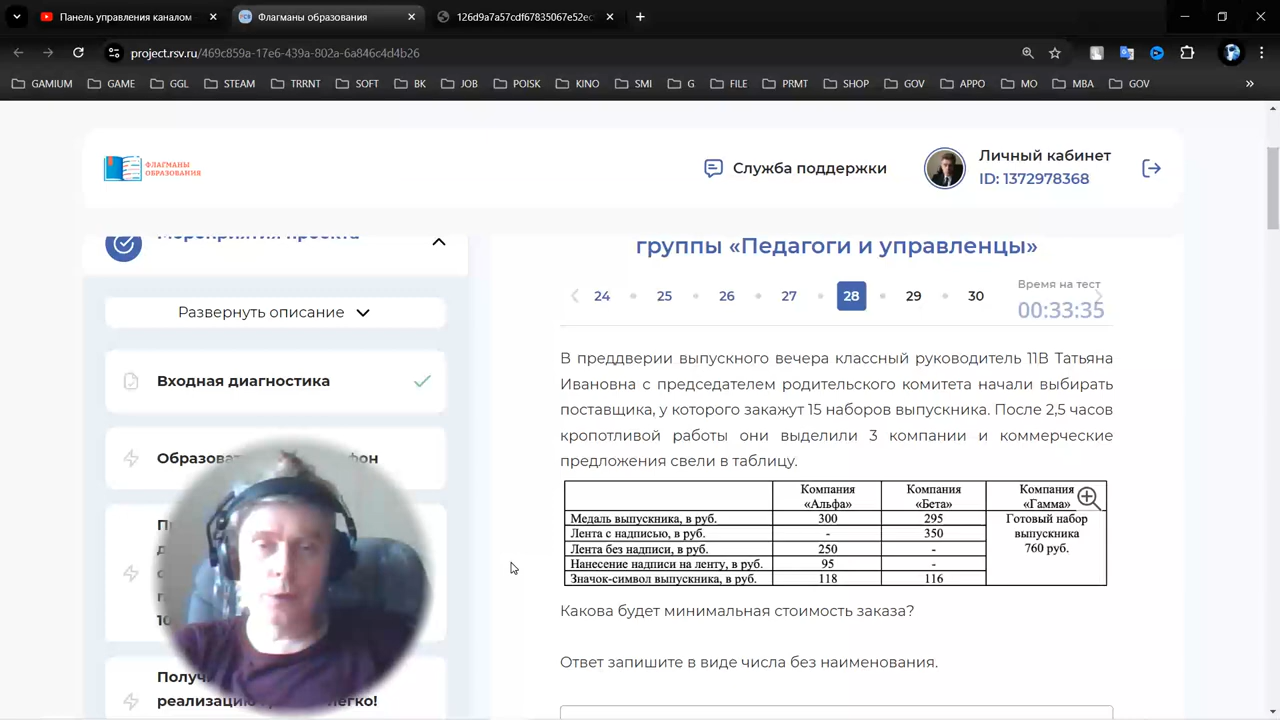 Панель управления каналом
Флагманы образования
project.rsv.ru/469c859a-17e6-439a-802a-6a846c4d4b26
GAMIUM GAME GGL STEAM TRRNT SOFT BK JOB POISK KINO SMI G FILE PRMT SHOP GOV APPO MO MBA GOV
ФЛАГМАНЫ
ОБРАЗОВАНИЯ
Служба поддержки
Личный кабинет
ID: 1372978368
Мероприятия проекта
Развернуть описание
Входная диагностика
Получи
реализацию
легко!
группы «Педагоги и управленцы»
24 25 26 27 28 29 30
Время на тест
00:33:35
В преддверии выпускного вечера классный руководитель 11В Татьяна
Ивановна с председателем родительского комитета начали выбирать
поставщика, у которого закажут 15 наборов выпускника. После 2,5 часов
кропотливой работы они выделили 3 компании и коммерческие
предложения свели в таблицу.
Компания «Альфа» Компания «Бета» Компания «Гамма»
Медаль выпускника, в руб. 300 295 Готовый набор выпускника 760 руб.
Лента с надписью, в руб. - 350
Лента без надписи, в руб. 250 -
Нанесение надписи на ленту, в руб. 95 -
Значок-символ выпускника, в руб. 118 116
Какова будет минимальная стоимость заказа?
Ответ запишите в виде числа без наименования.